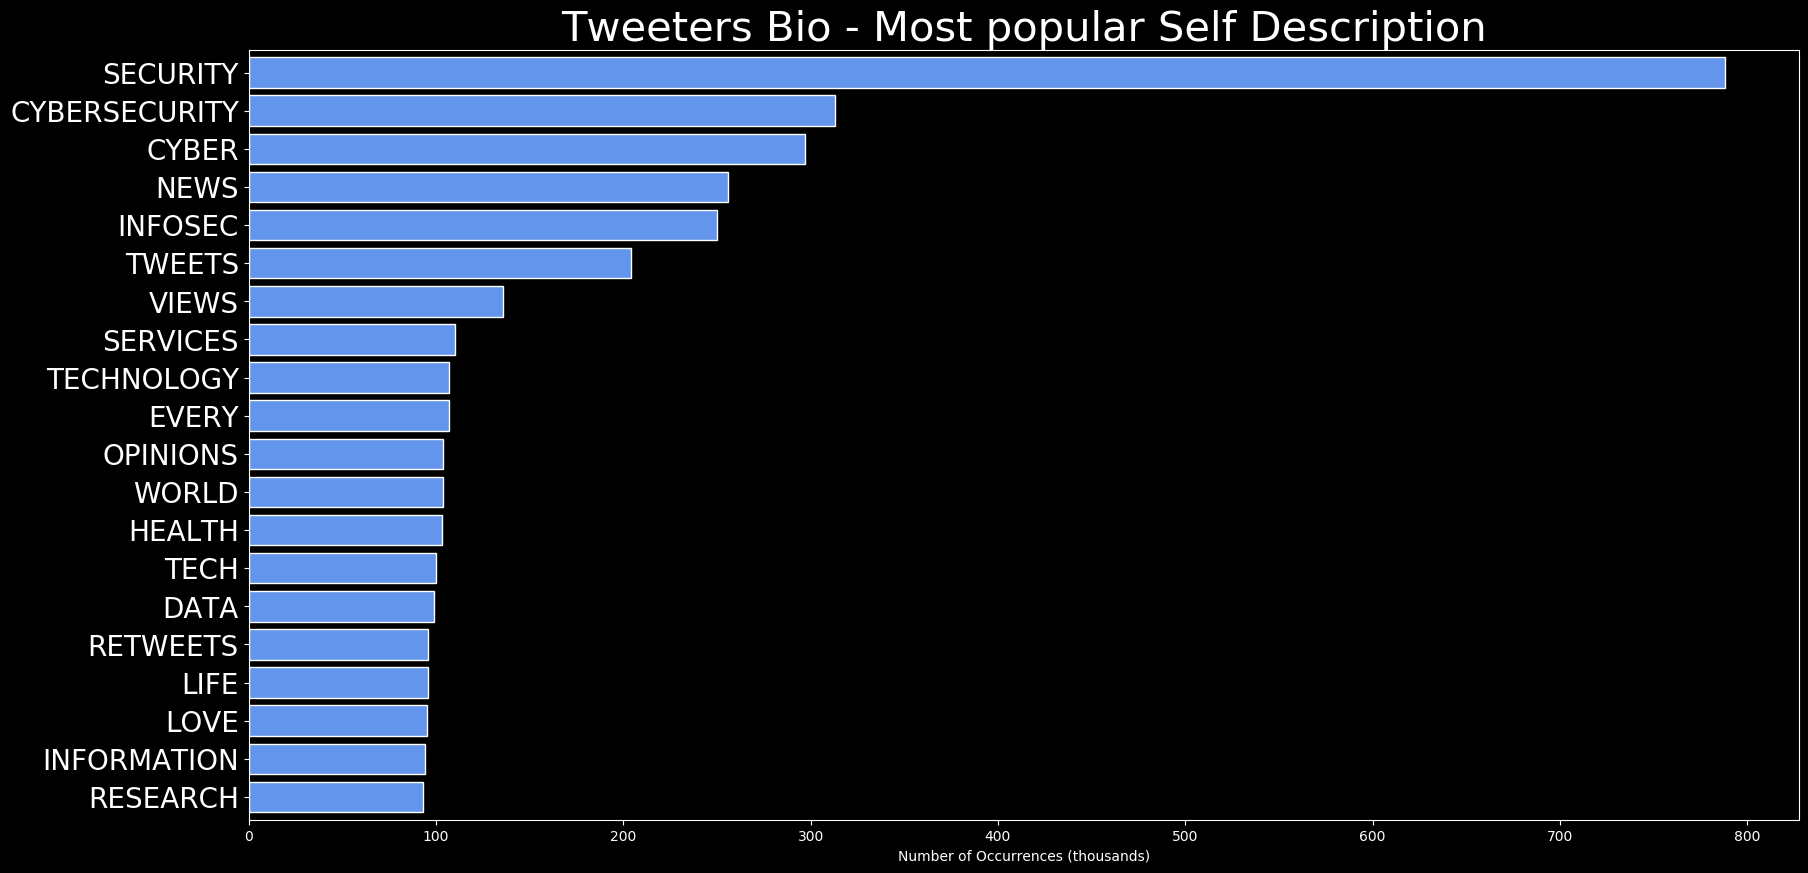 Tweeters Bio - Most popular Self Description
SECURITY
CYBERSECURITY
CYBER
NEWS
INFOSEC
TWEETS
VIEWS
SERVICES
TECHNOLOGY
EVERY
OPINIONS
WORLD
HEALTH
TECH
DATA
RETWEETS
LIFE
LOVE
INFORMATION
RESEARCH
0 100 200 300 400 500 600 700 800
Number of Occurrences (thousands)